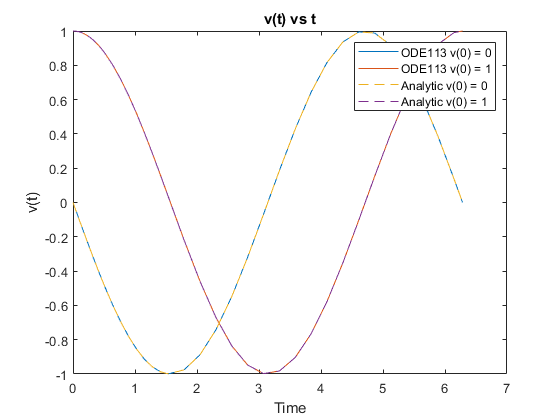 v(t) vs t
ODE113 v(0) = 0
ODE113 v(0) = 1
Analytic v(0) = 0
Analytic v(0) = 1
1
0.8
0.6
0.4
0.2
0
-0.2
-0.4
-0.6
-0.8
-1
v(t)
0 1 2 3 4 5 6 7
Time